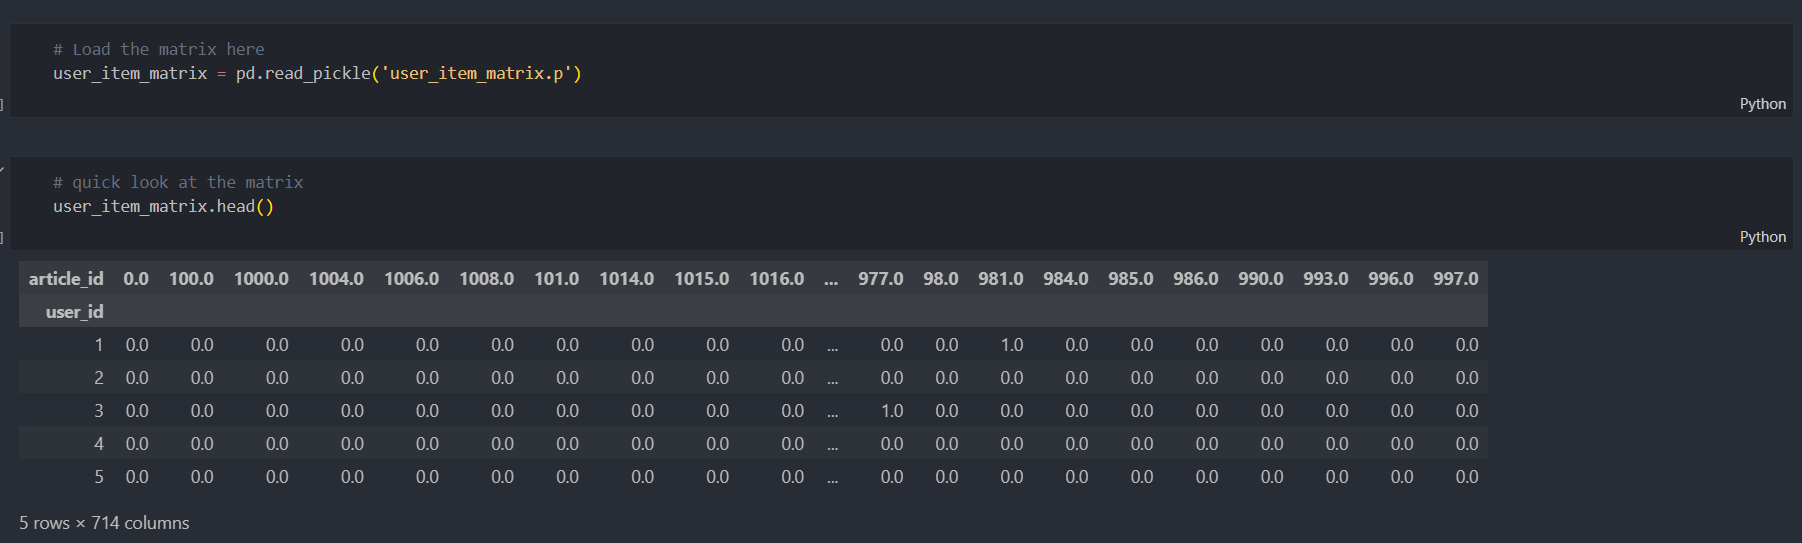 # Load the matrix here
user_item_matrix = pd.read_pickle('user_item_matrix.p')
]
Python
# quick look at the matrix
user_item_matrix.head()
]
Python
article_id 0.0 100.0 1000.0 1004.0 1006.0 1008.0 101.0 1014.0 1015.0 1016.0 ... 977.0 98.0 981.0 984.0 985.0 986.0 990.0 993.0 996.0 997.0
user_id
1 0.0 0.0 0.0 0.0 0.0 0.0 0.0 0.0 0.0 0.0 ... 0.0 0.0 1.0 0.0 0.0 0.0 0.0 0.0 0.0 0.0
2 0.0 0.0 0.0 0.0 0.0 0.0 0.0 0.0 0.0 0.0 ... 0.0 0.0 0.0 0.0 0.0 0.0 0.0 0.0 0.0 0.0
3 0.0 0.0 0.0 0.0 0.0 0.0 0.0 0.0 0.0 0.0 ... 1.0 0.0 0.0 0.0 0.0 0.0 0.0 0.0 0.0 0.0
4 0.0 0.0 0.0 0.0 0.0 0.0 0.0 0.0 0.0 0.0 ... 0.0 0.0 0.0 0.0 0.0 0.0 0.0 0.0 0.0 0.0
5 0.0 0.0 0.0 0.0 0.0 0.0 0.0 0.0 0.0 0.0 ... 0.0 0.0 0.0 0.0 0.0 0.0 0.0 0.0 0.0 0.0
5 rows × 714 columns